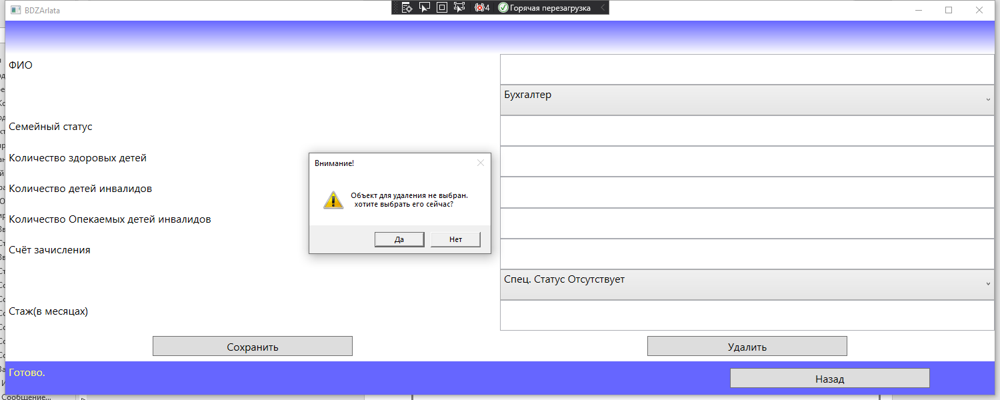 BDZArlata
4 Горячая перезагрузка
ФИО
Бухгалтер
Семейный статус
Количество здоровых детей
Количество детей инвалидов
Количество Опекаемых детей инвалидов
Счёт зачисления
Спец. Статус Отсутствует
Стаж(в месяцах)
Внимание!
Объект для удаления не выбран.
хотите выбрать его сейчас?
Да Нет
Сохранить Удалить
Готово.
Назад
Сообщение...